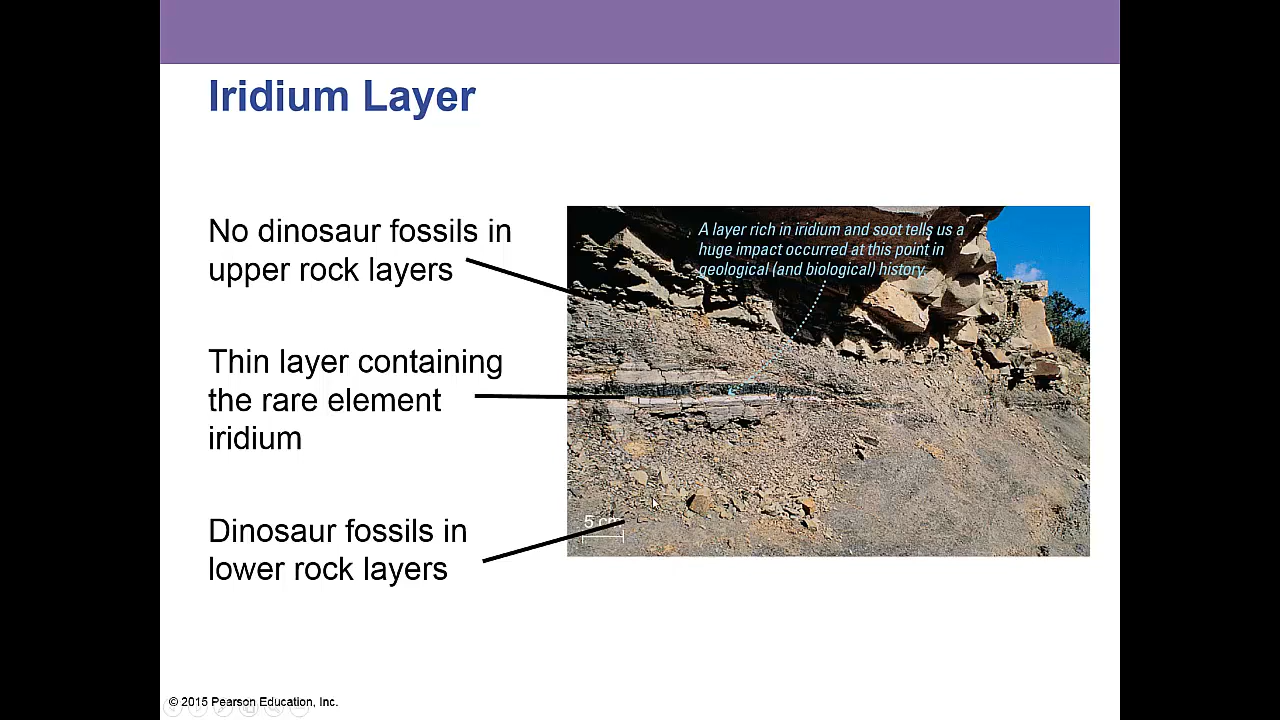 Iridium Layer
No dinosaur fossils in
upper rock layers
A layer rich in iridium and soot tells us a
huge impact occurred at this point in
geological (and biological) history.
Thin layer containing
the rare element
iridium
Dinosaur fossils in
lower rock layers
5 cm
© 2015 Pearson Education, Inc.